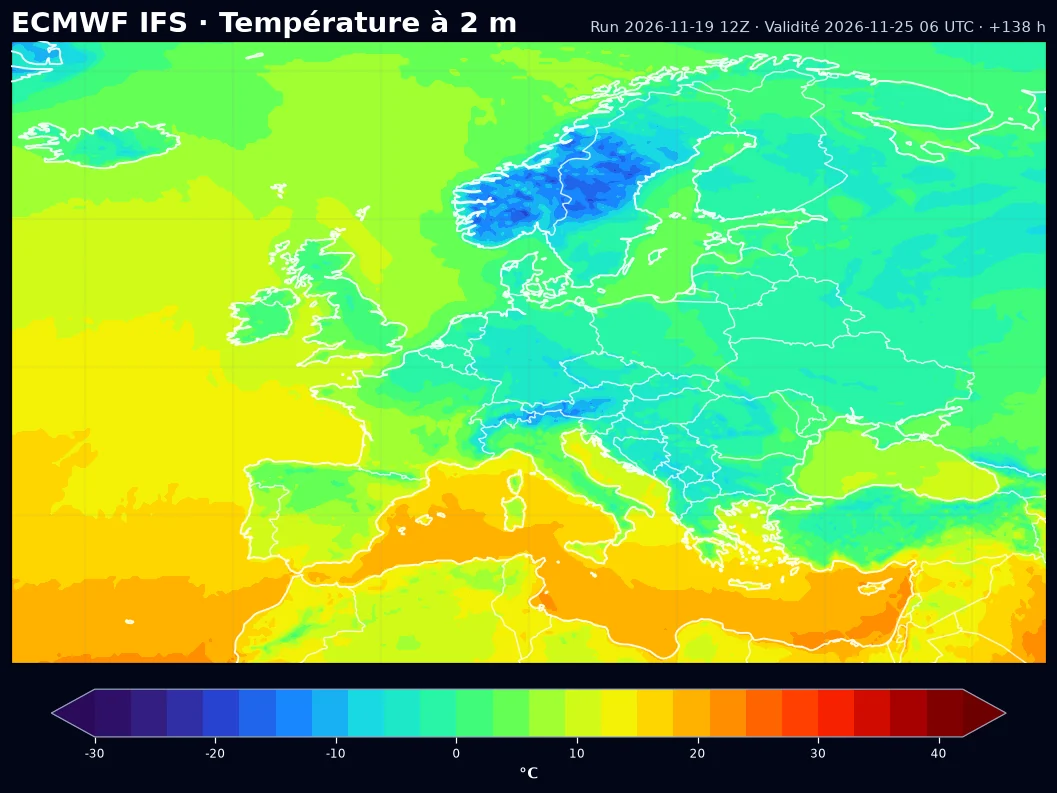 ECMWF IFS · Température à 2 m
Run 2026-11-19 12Z · Validité 2026-11-25 06 UTC · +138 h
-30 -20 -10 0 10 20 30 40
°C